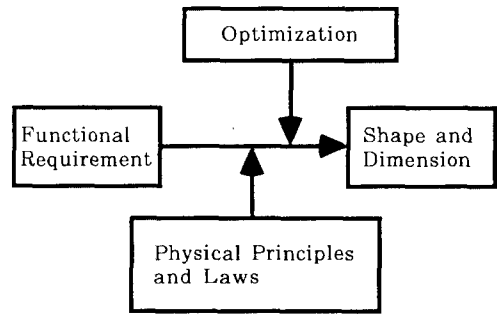 Optimization
Functional
Requirement
Shape and
Dimension
Physical Principles
and Laws